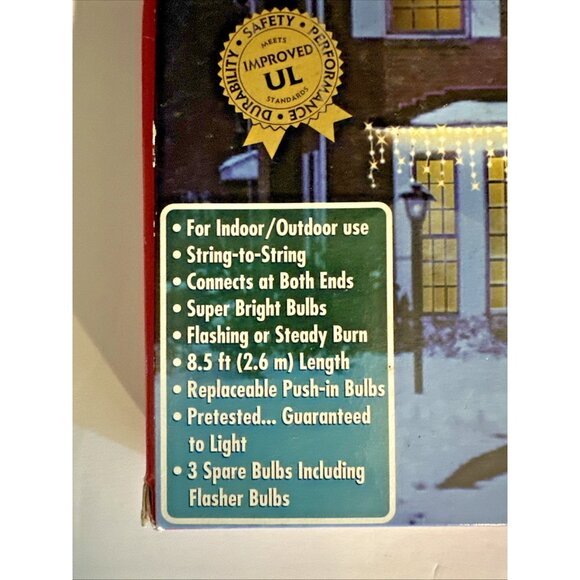 DURABILITY • SAFETY • PERFORMANCE •
MEETS
IMPROVED
UL
STANDARDS
• For Indoor/Outdoor use
• String-to-String
• Connects at Both Ends
• Super Bright Bulbs
• Flashing or Steady Burn
• 8.5 ft (2.6 m) Length
• Replaceable Push-in Bulbs
• Pretested... Guaranteed
to Light
• 3 Spare Bulbs Including
Flasher Bulbs